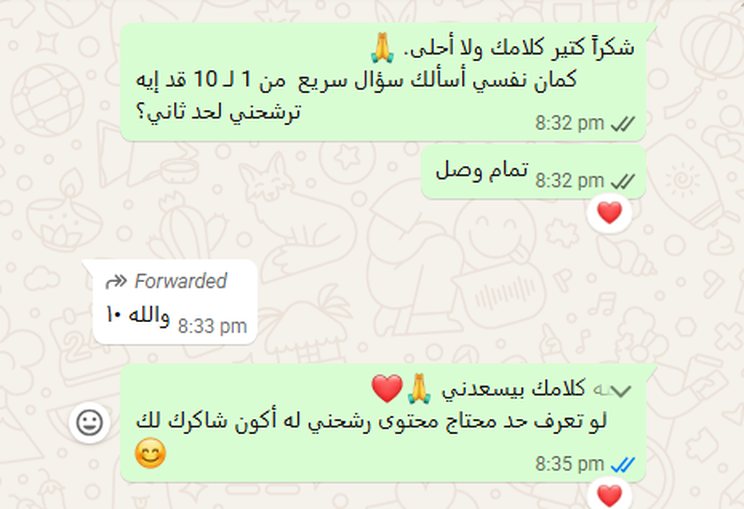 شكراً كتير كلامك ولا أحلى. 🙏
كمان نفسي أسألك سؤال سريع من 1 لـ 10 قد إيه
ترشحني لحد ثاني؟
8:32 pm
تمام وصل
8:32 pm
Forwarded
والله ١٠
8:33 pm
كلامك بيسعدني 🙏❤️
لو تعرف حد محتاج محتوى رشحني له أكون شاكرك لك
😊
8:35 pm